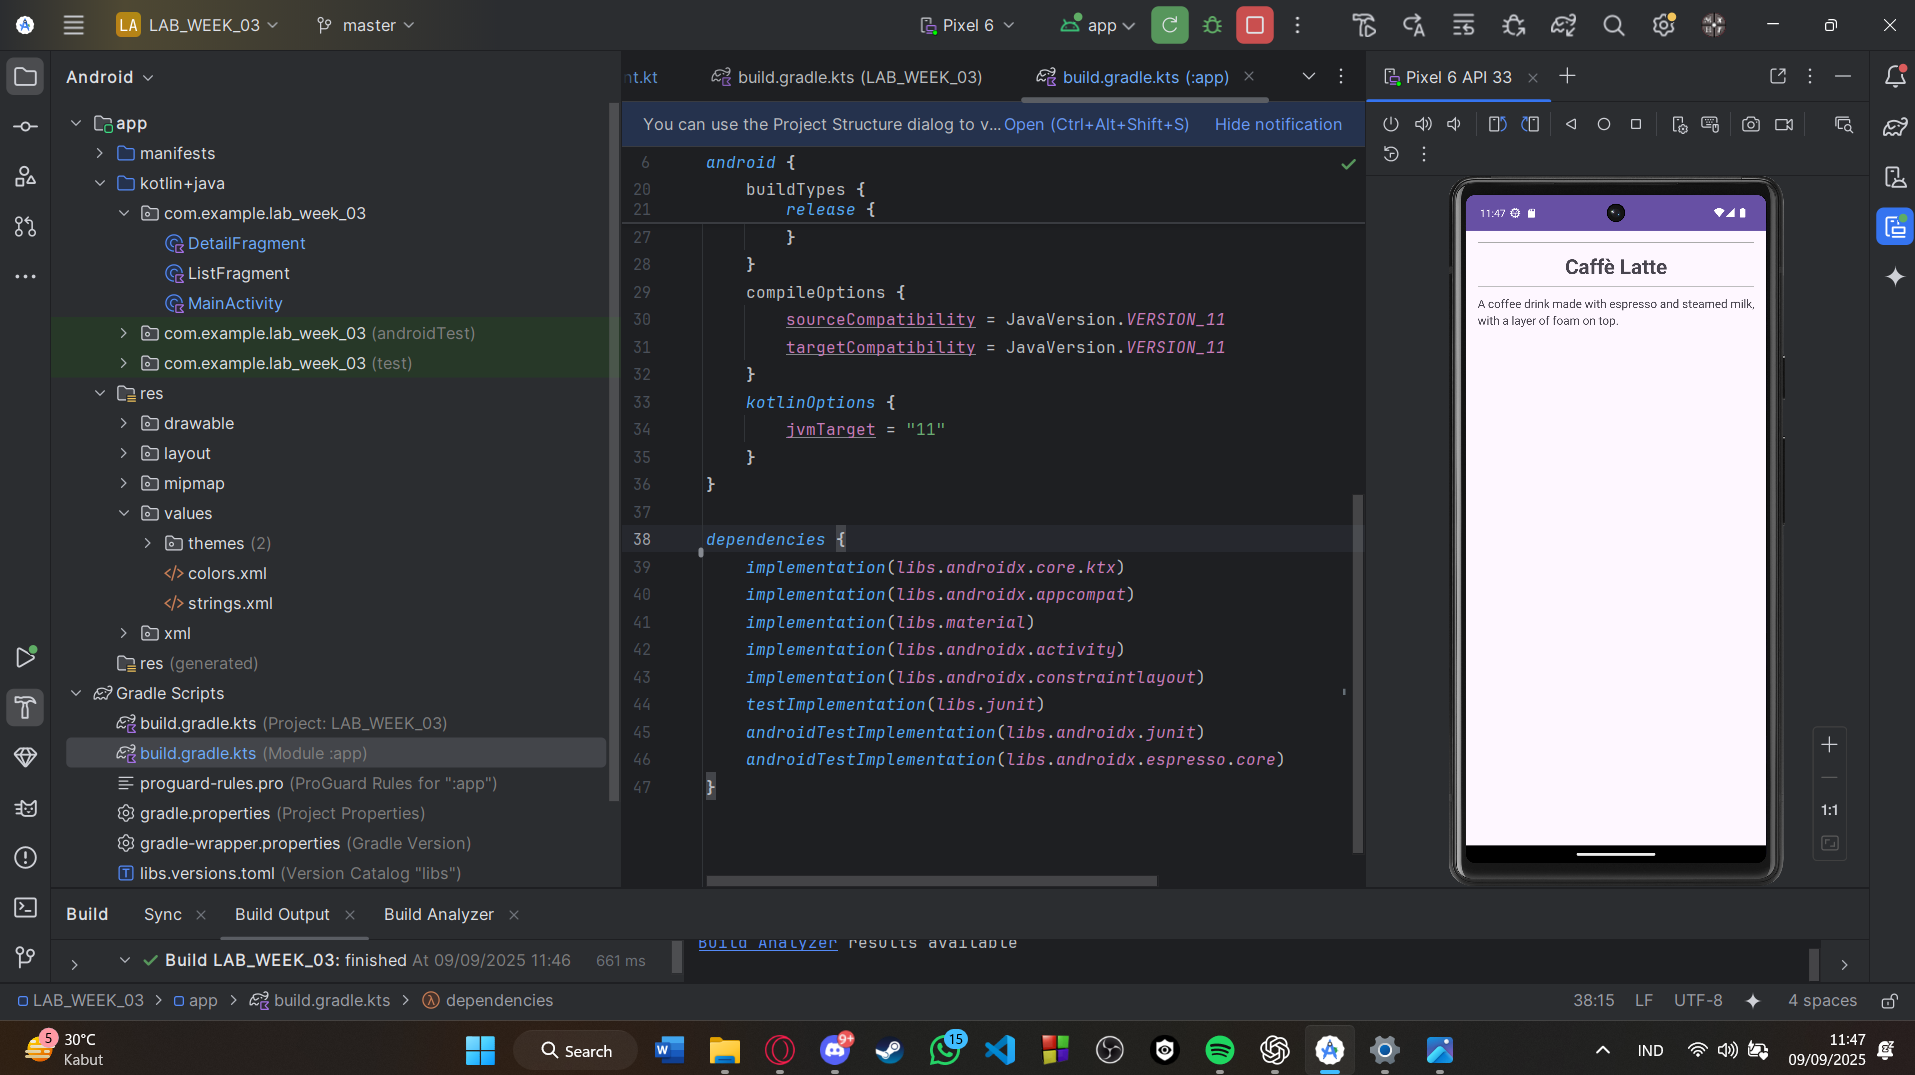 LA LAB_WEEK_03 master Pixel 6 app
Android
app
manifests
kotlin+java
com.example.lab_week_03
DetailFragment
ListFragment
MainActivity
com.example.lab_week_03 (androidTest)
com.example.lab_week_03 (test)
res
drawable
layout
mipmap
values
themes (2)
colors.xml
strings.xml
xml
res (generated)
Gradle Scripts
build.gradle.kts (Project: LAB_WEEK_03)
build.gradle.kts (Module :app)
proguard-rules.pro (ProGuard Rules for ":app")
gradle.properties (Project Properties)
gradle-wrapper.properties (Gradle Version)
libs.versions.toml (Version Catalog "libs")
nt.kt build.gradle.kts (LAB_WEEK_03) build.gradle.kts (:app)
You can use the Project Structure dialog to v... Open (Ctrl+Alt+Shift+S) Hide notification
6 android {
20 buildTypes {
21 release {
27 }
28 }
29 compileOptions {
30 sourceCompatibility = JavaVersion.VERSION_11
31 targetCompatibility = JavaVersion.VERSION_11
32 }
33 kotlinOptions {
34 jvmTarget = "11"
35 }
36 }
37
38 dependencies {
39 implementation(libs.androidx.core.ktx)
40 implementation(libs.androidx.appcompat)
41 implementation(libs.material)
42 implementation(libs.androidx.activity)
43 implementation(libs.androidx.constraintlayout)
44 testImplementation(libs.junit)
45 androidTestImplementation(libs.androidx.junit)
46 androidTestImplementation(libs.androidx.espresso.core)
47 }
Pixel 6 API 33
11:47
Caffè Latte
A coffee drink made with espresso and steamed milk,
with a layer of foam on top.
1:1
Build Sync Build Output Build Analyzer
Build LAB_WEEK_03: finished At 09/09/2025 11:46 661 ms
Build Analyzer results available
LAB_WEEK_03 app build.gradle.kts dependencies 38:15 LF UTF-8 4 spaces
5
30°C
Kabut
Search
9+
15
IND
11:47
09/09/2025